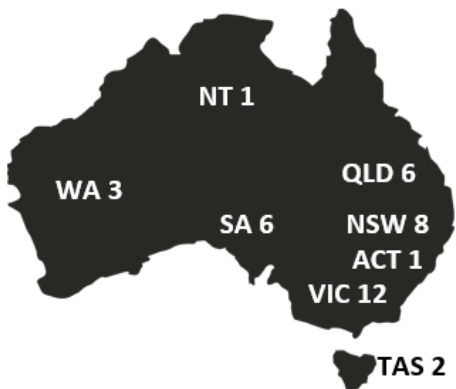 NT 1
QLD 6
WA 3
SA 6
NSW 8
ACT 1
VIC 12
TAS 2